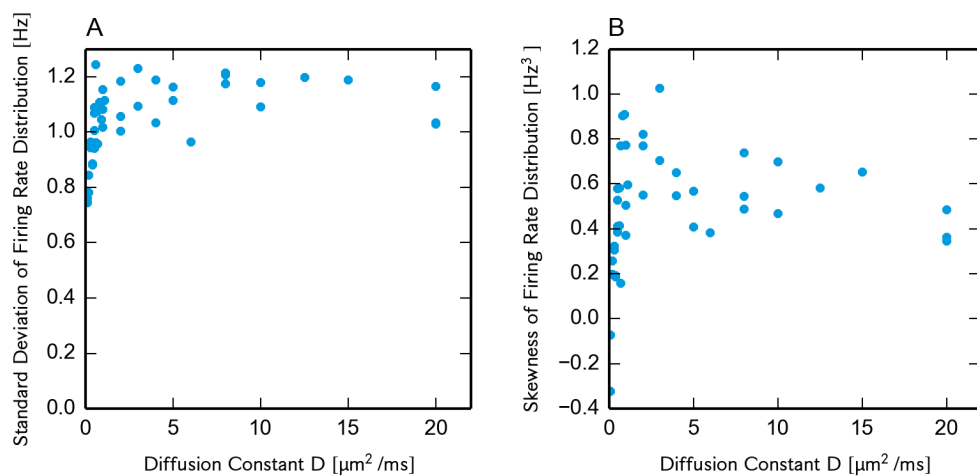 A
Standard Deviation of Firing Rate Distribution [Hz]
1.2
1.0
0.8
0.6
0.4
0.2
0.0
0 5 10 15 20
Diffusion Constant D [µm² /ms]
B
Skewness of Firing Rate Distribution [Hz³ ]
1.2
1.0
0.8
0.6
0.4
0.2
0.0
−0.2
−0.4
0 5 10 15 20
Diffusion Constant D [µm² /ms]